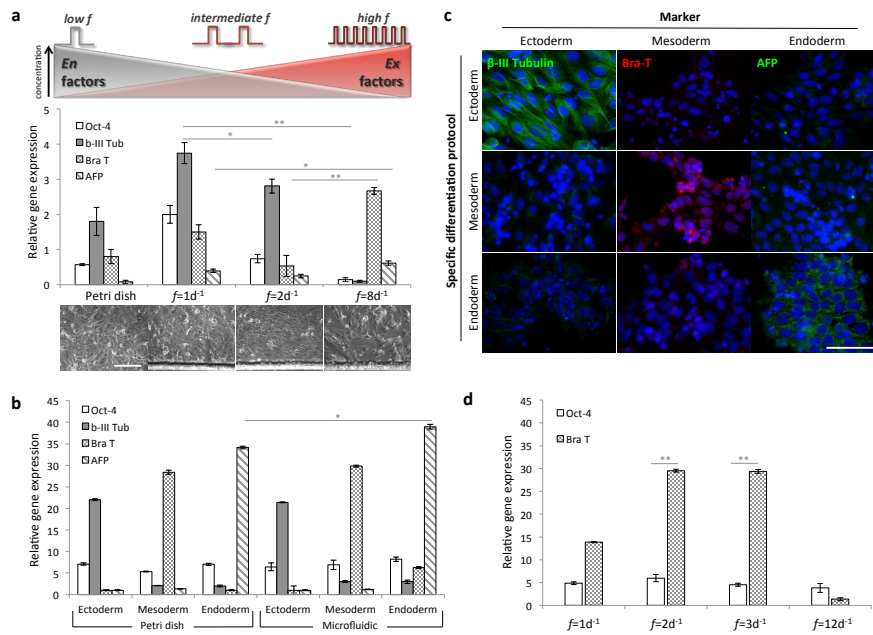 a
low f
intermediate f
high f
concentration
En
factors
Ex
factors
Relative gene expression
5
4
3
2
1
0
Oct-4
b-III Tub
Bra T
AFP
**
*
*
**
Petri dish
f=1d⁻¹
f=2d⁻¹
f=8d⁻¹
b
Relative gene expression
45
40
35
30
25
20
15
10
5
0
Oct-4
b-III Tub
Bra T
AFP
*
Ectoderm
Mesoderm
Endoderm
Ectoderm
Mesoderm
Endoderm
Petri dish
Microfluidic
c
Marker
Ectoderm
Mesoderm
Endoderm
Specific differentiation protocol
Ectoderm
Mesoderm
Endoderm
β-III Tubulin
Bra-T
AFP
d
Relative gene expression
45
40
35
30
25
20
15
10
5
0
Oct-4
Bra T
**
**
f=1d⁻¹
f=2d⁻¹
f=3d⁻¹
f=12d⁻¹